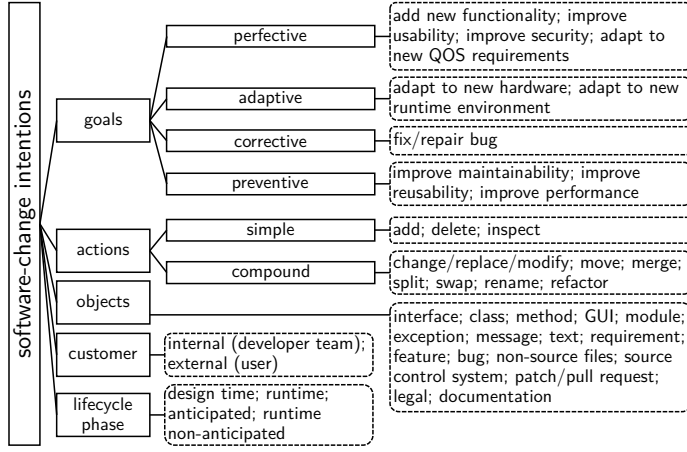 software-change intentions
goals
perfective
add new functionality; improve
usability; improve security; adapt to
new QOS requirements
adaptive
adapt to new hardware; adapt to new
runtime environment
corrective
fix/repair bug
preventive
improve maintainability; improve
reusability; improve performance
actions
simple
add; delete; inspect
compound
change/replace/modify; move; merge;
split; swap; rename; refactor
objects
interface; class; method; GUI; module;
exception; message; text; requirement;
feature; bug; non-source files; source
control system; patch/pull request;
legal; documentation
customer
internal (developer team);
external (user)
lifecycle
phase
design time; runtime;
anticipated; runtime
non-anticipated